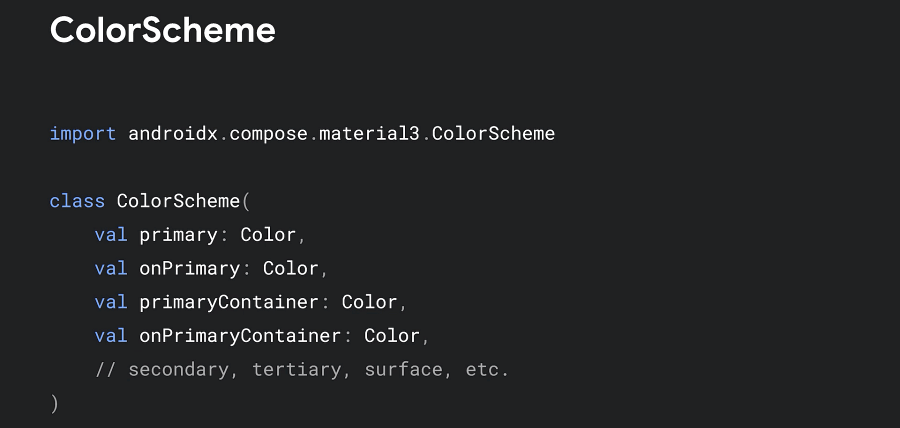 ColorScheme
import androidx.compose.material3.ColorScheme
class ColorScheme(
    val primary: Color,
    val onPrimary: Color,
    val primaryContainer: Color,
    val onPrimaryContainer: Color,
    // secondary, tertiary, surface, etc.
)